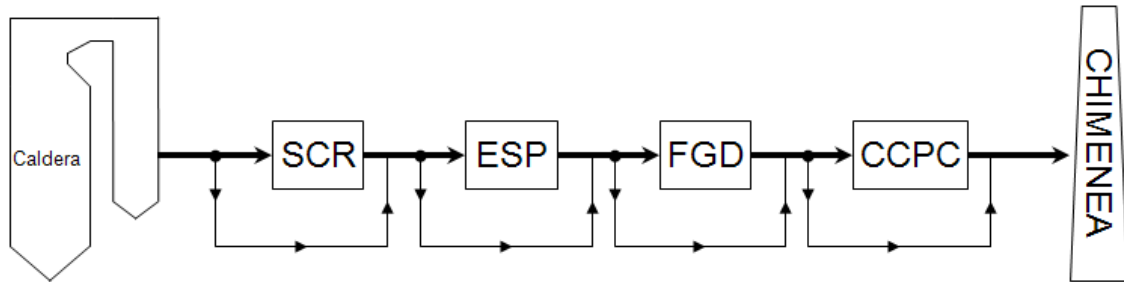 Caldera
SCR
ESP
FGD
CCPC
CHIMENEA